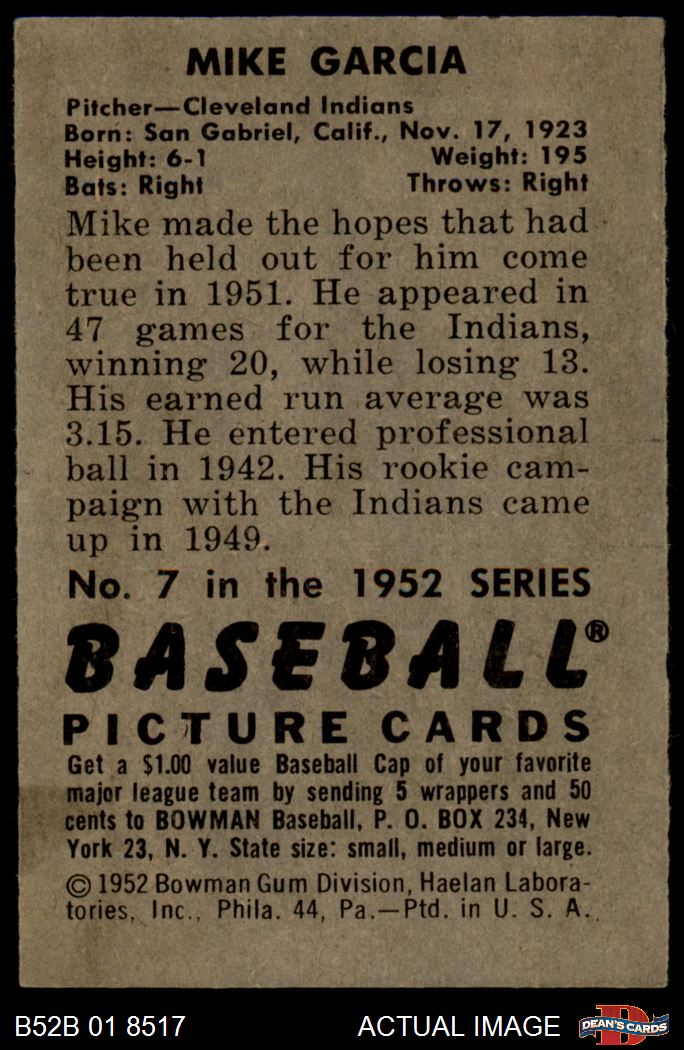 MIKE GARCIA
Pitcher—Cleveland Indians
Born: San Gabriel, Calif., Nov. 17, 1923
Height: 6-1 Weight: 195
Bats: Right Throws: Right
Mike made the hopes that had
been held out for him come
true in 1951. He appeared in
47 games for the Indians,
winning 20, while losing 13.
His earned run average was
3.15. He entered professional
ball in 1942. His rookie cam-
paign with the Indians came
up in 1949.
No. 7 in the 1952 SERIES
BASEBALL®
PICTURE CARDS
Get a $1.00 value Baseball Cap of your favorite
major league team by sending 5 wrappers and 50
cents to BOWMAN Baseball, P. O. BOX 234, New
York 23, N. Y. State size: small, medium or large.
© 1952 Bowman Gum Division, Haelan Labora-
tories, Inc., Phila. 44, Pa.—Ptd. in U. S. A.
B52B 01 8517 ACTUAL IMAGE D DEAN'S CARDS